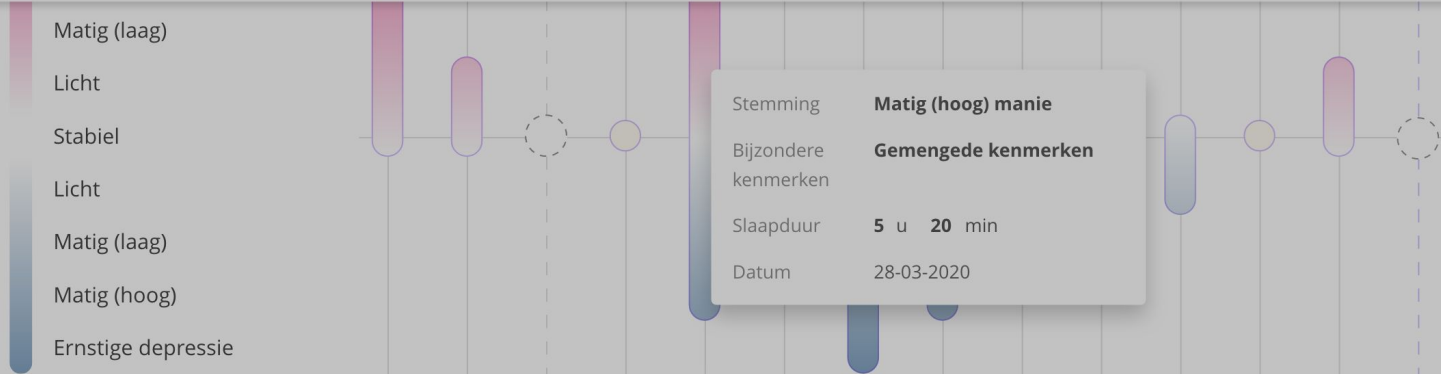 Matig (laag)
Licht
Stabiel
Licht
Matig (laag)
Matig (hoog)
Ernstige depressie
Stemming Matig (hoog) manie
Bijzondere Gemengede kenmerken
kenmerken
Slaapduur 5 u 20 min
Datum 28-03-2020